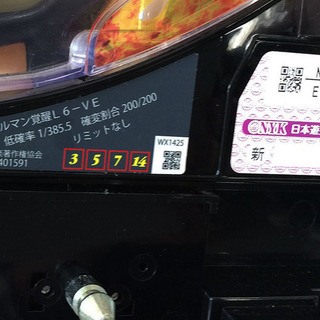 ルマン覚醒L6-VE
低確率 1/385.5 確変割合 200/200
リミットなし
著作権協会
401591
3 5 7 14
WX1425
N
E
NYK 日本遊
新